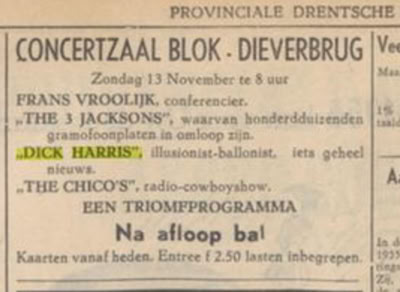 PROVINCIALE DRENTSCHE
CONCERTZAAL BLOK - DIEVERBRUG
Zondag 13 November te 8 uur
FRANS VROOLIJK, conferencier.
„THE 3 JACKSONS”, waarvan honderdduizenden
gramofoonplaten in omloop zijn.
„DICK HARRIS”, illusionist-ballonist, iets geheel
nieuws.
„THE CHICO'S”, radio-cowboyshow.
EEN TRIOMFPROGRAMMA
Na afloop bal
Kaarten vanaf heden. Entree f 2.50 lasten inbegrepen.